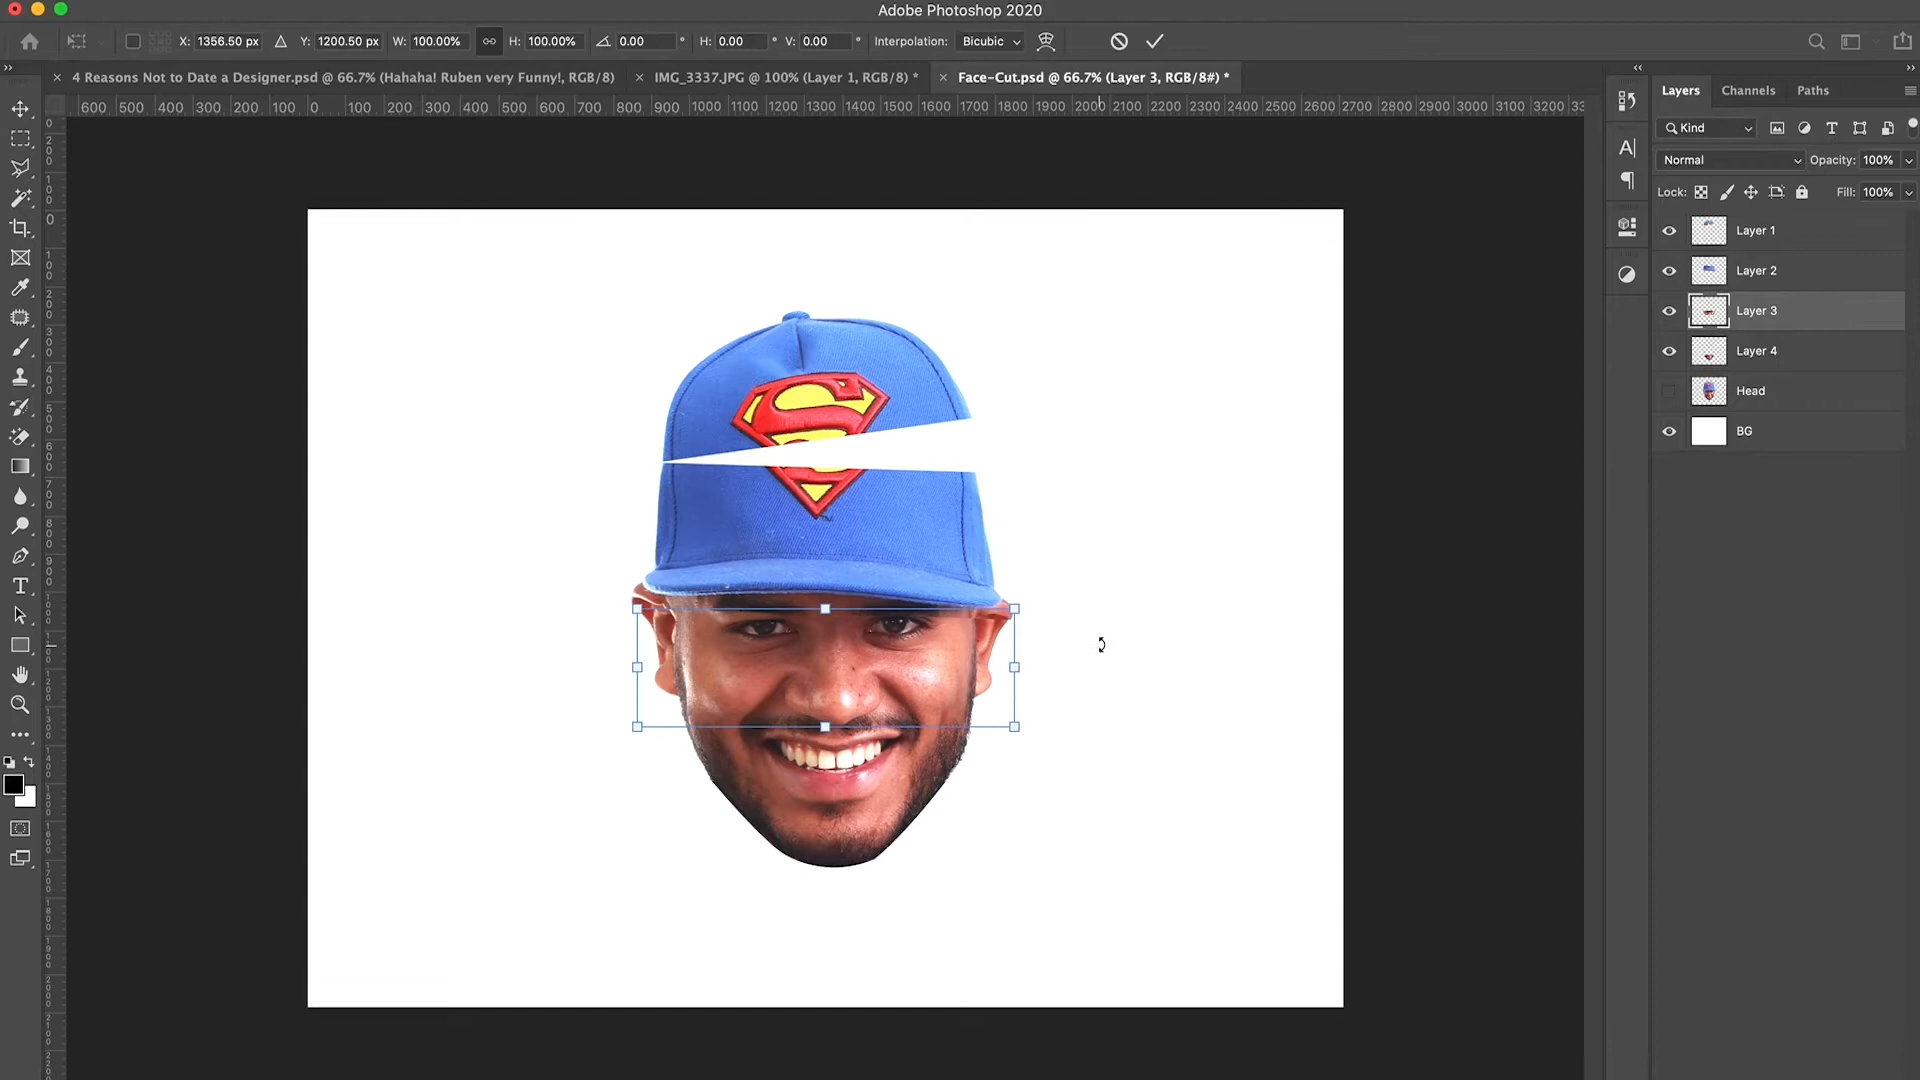 Adobe Photoshop 2020
X: 1356.50 px Y: 1200.50 px W: 100.00% H: 100.00% 0.00 ° H: 0.00 ° V: 0.00 ° Interpolation: Bicubic
4 Reasons Not to Date a Designer.psd @ 66.7% (Hahaha! Ruben very Funny!, RGB/8) IMG_3337.JPG @ 100% (Layer 1, RGB/8) * Face-Cut.psd @ 66.7% (Layer 3, RGB/8#) *
600 500 400 300 200 100 0 100 200 300 400 500 600 700 800 900 1000 1100 1200 1300 1400 1500 1600 1700 1800 1900 2000 2100 2200 2300 2400 2500 2600 2700 2800 2900 3000 3100 3200
Layers Channels Paths
Kind
Normal Opacity: 100%
Lock: Fill: 100%
Layer 1
Layer 2
Layer 3
Layer 4
Head
BG